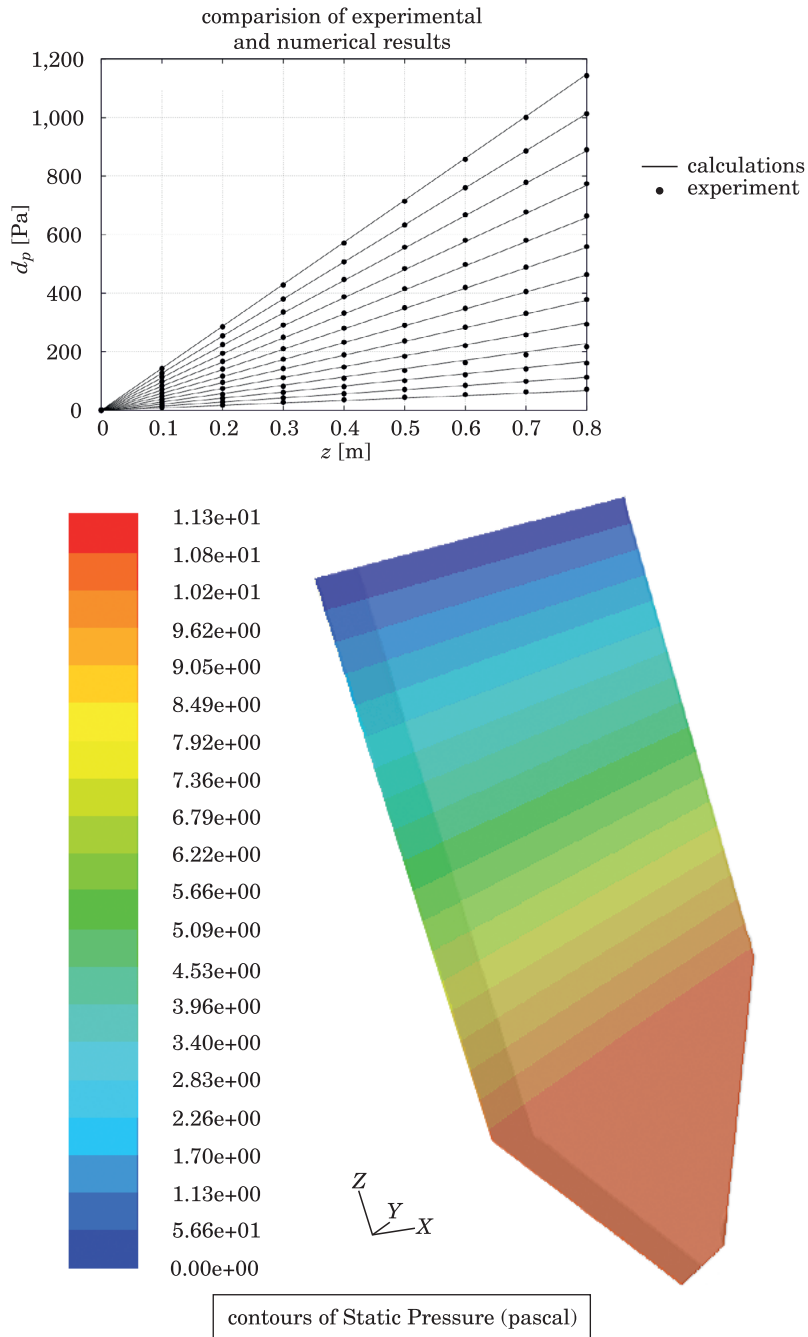 comparision of experimental
and numerical results
1,200
1,000
800
600
400
200
0
d_p [Pa]
0 0.1 0.2 0.3 0.4 0.5 0.6 0.7 0.8
z [m]
calculations
experiment
1.13e+01
1.08e+01
1.02e+01
9.62e+00
9.05e+00
8.49e+00
7.92e+00
7.36e+00
6.79e+00
6.22e+00
5.66e+00
5.09e+00
4.53e+00
3.96e+00
3.40e+00
2.83e+00
2.26e+00
1.70e+00
1.13e+00
5.66e+01
0.00e+00
Z
Y
X
contours of Static Pressure (pascal)